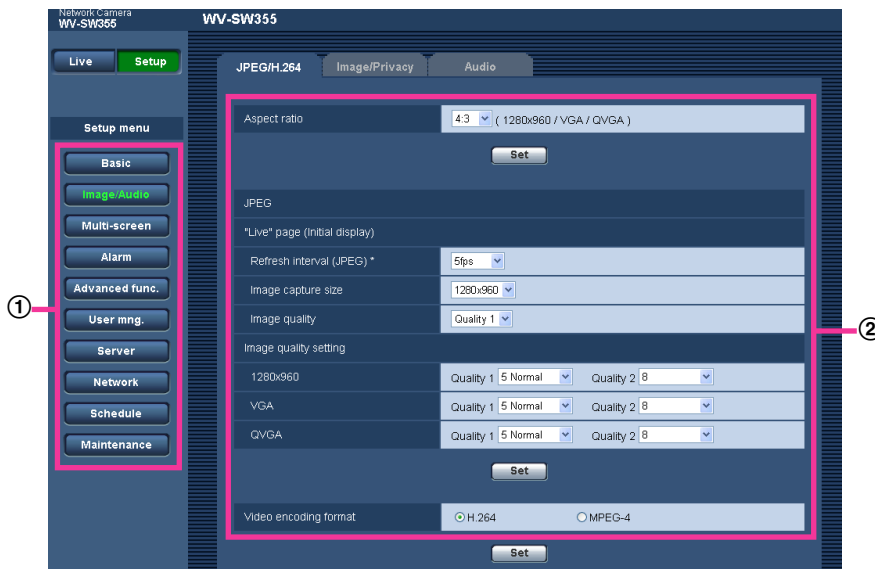 Network Camera
WV-SW355
WV-SW355
Live Setup
JPEG/H.264 Image/Privacy Audio
Setup menu
Basic
Image/Audio
Multi-screen
Alarm
Advanced func.
User mng.
Server
Network
Schedule
Maintenance
①
Aspect ratio 4:3 ( 1280x960 / VGA / QVGA )
Set
JPEG
"Live" page (Initial display)
Refresh interval (JPEG) * 5fps
Image capture size 1280x960
Image quality Quality 1
Image quality setting
1280x960 Quality 1 5 Normal Quality 2 8
VGA Quality 1 5 Normal Quality 2 8
QVGA Quality 1 5 Normal Quality 2 8
Set
Video encoding format H.264 MPEG-4
Set
②